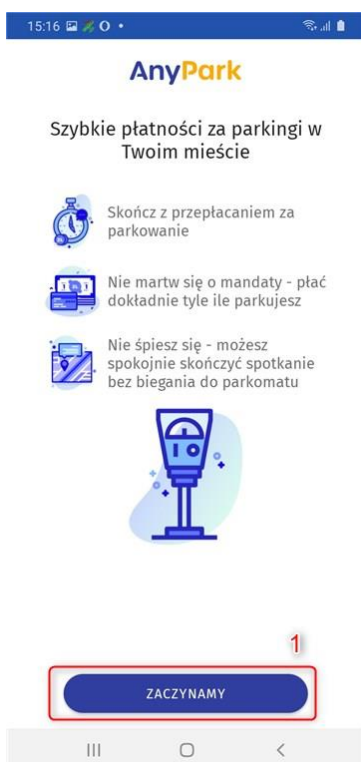 15:16
AnyPark
Szybkie płatności za parkingi w
Twoim mieście
Skończ z przepłacaniem za
parkowanie
Nie martw się o mandaty - płać
dokładnie tyle ile parkujesz
Nie śpiesz się - możesz
spokojnie skończyć spotkanie
bez biegania do parkomatu
1
ZACZYNAMY